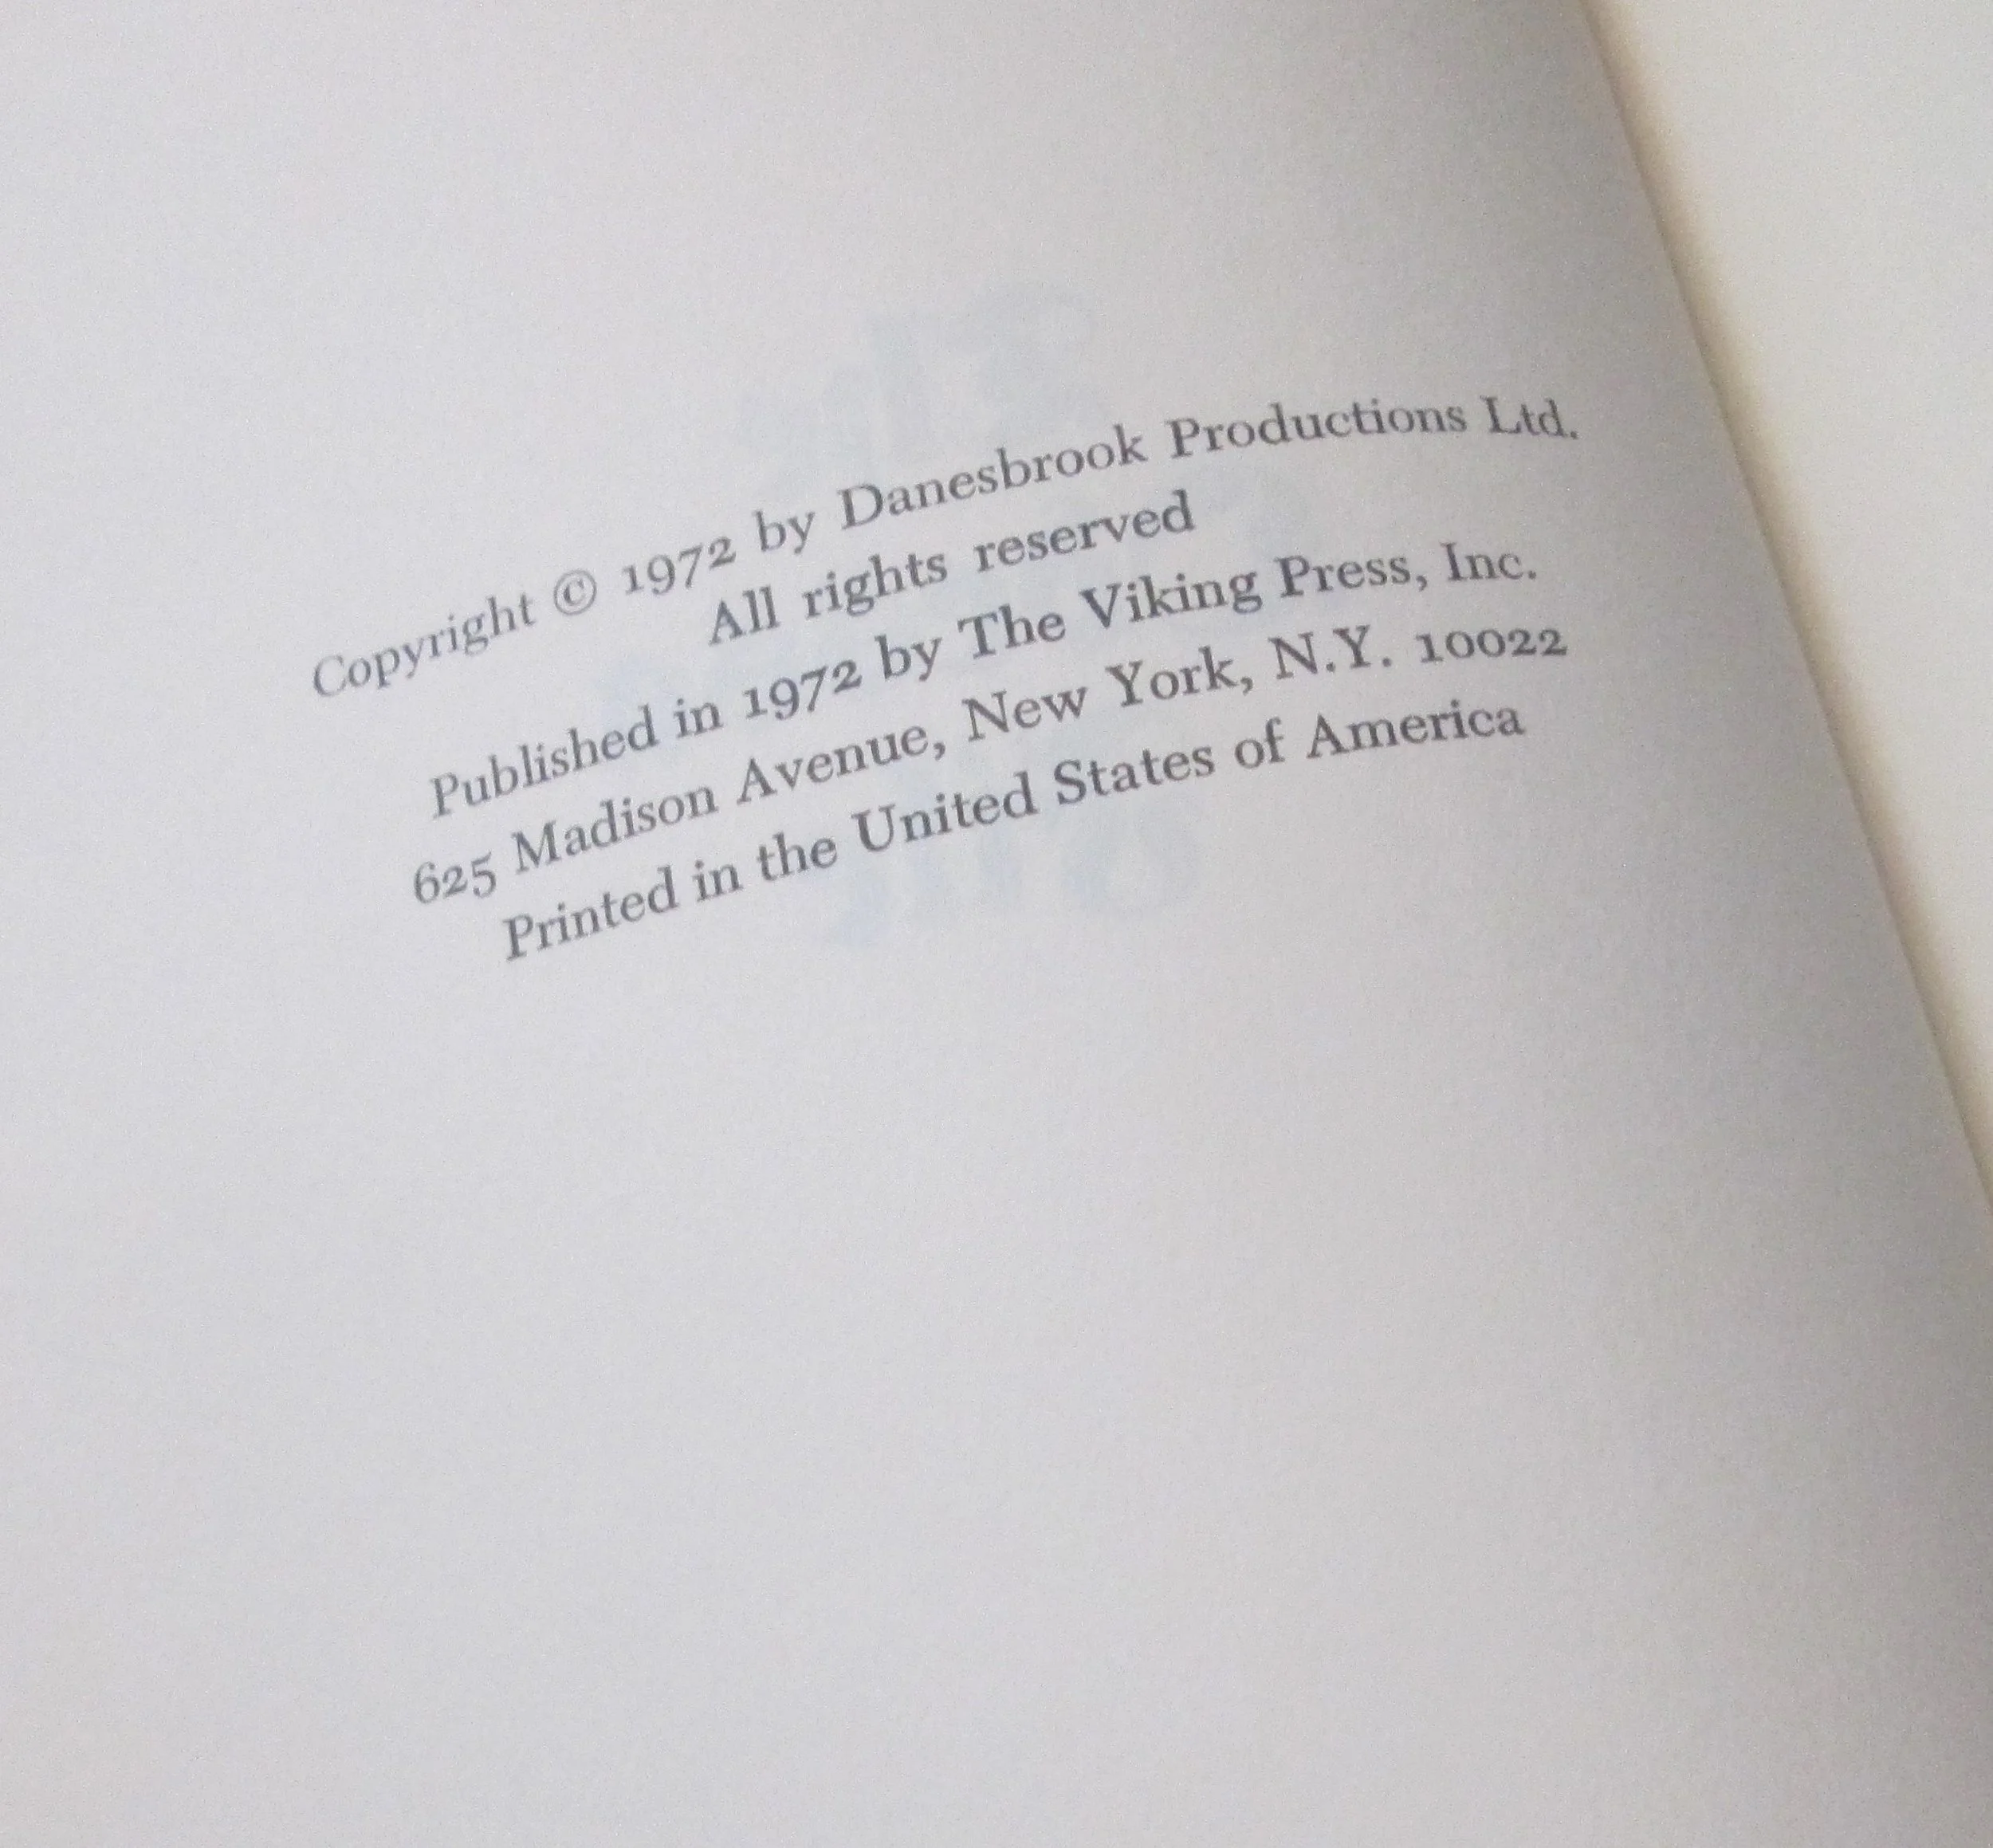 Copyright © 1972 by Danesbrook Productions Ltd.
All rights reserved
Published in 1972 by The Viking Press, Inc.
625 Madison Avenue, New York, N.Y. 10022
Printed in the United States of America